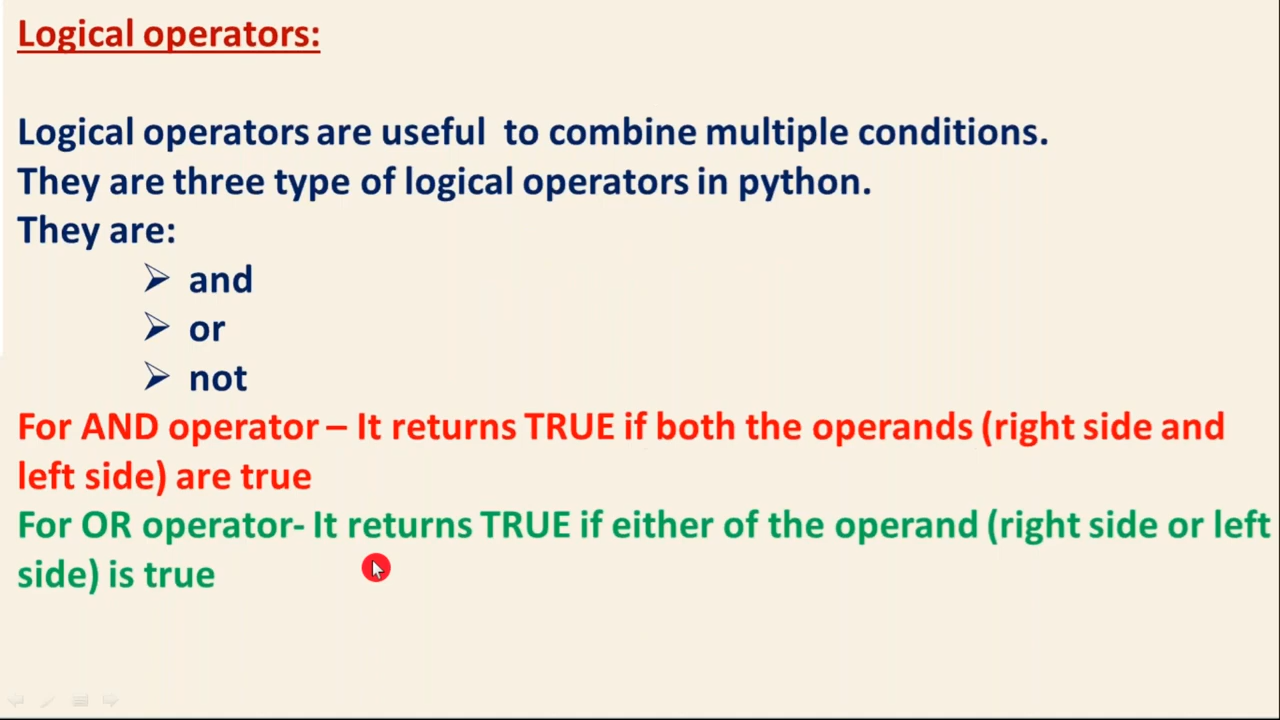 Logical operators:
Logical operators are useful to combine multiple conditions.
They are three type of logical operators in python.
They are:
➢ and
➢ or
➢ not
For AND operator – It returns TRUE if both the operands (right side and
left side) are true
For OR operator- It returns TRUE if either of the operand (right side or left
side) is true